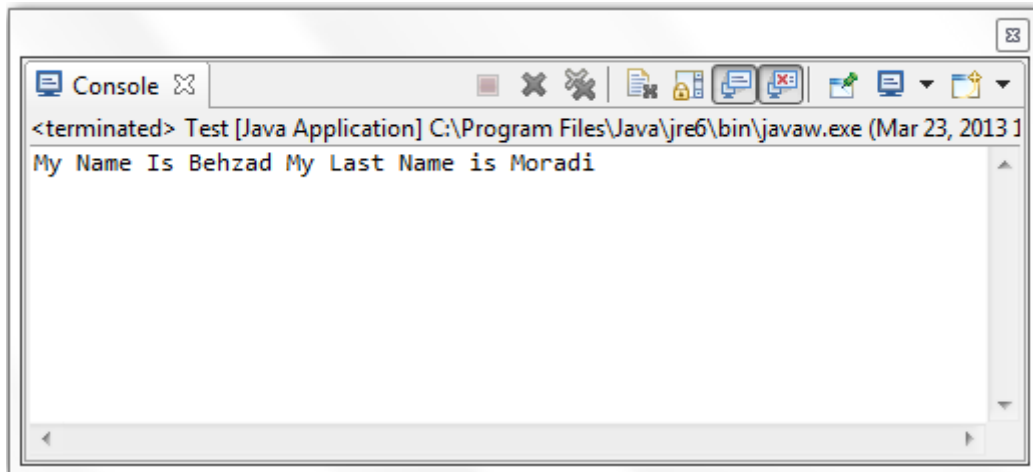 Console
<terminated> Test [Java Application] C:\Program Files\Java\jre6\bin\javaw.exe (Mar 23, 2013 1
My Name Is Behzad My Last Name is Moradi